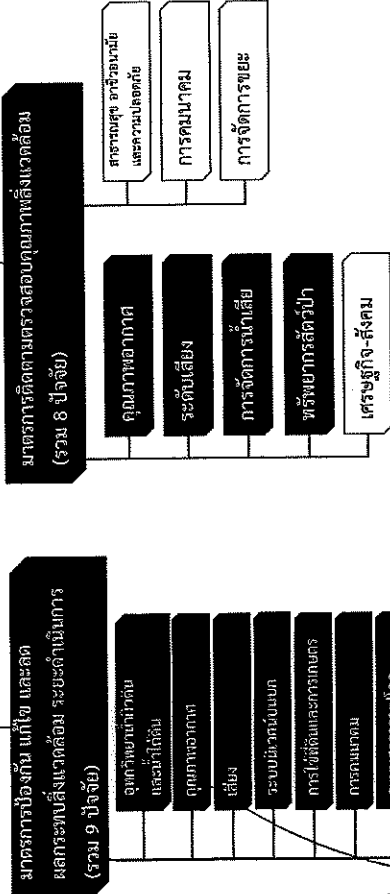 มาตรการป้องกัน แก้ไข และลด
ผลกระทบสิ่งแวดล้อม ระยะดำเนินการ
(รวม 9 ปัจจัย)
อุทกวิทยาน้ำผิวดิน
และน้ำใต้ดิน
คุณภาพอากาศ
เสียง
ระบบนิเวศน์บนบก
การใช้ที่ดินและการเกษตร
การคมนาคม
มาตรการติดตามตรวจสอบคุณภาพสิ่งแวดล้อม
(รวม 8 ปัจจัย)
คุณภาพอากาศ
ระดับเสียง
การจัดการน้ำเสีย
ทรัพยากรสัตว์ป่า
เศรษฐกิจ-สังคม
สาธารณสุข อาชีวอนามัย
และความปลอดภัย
การคมนาคม
การจัดการขยะ